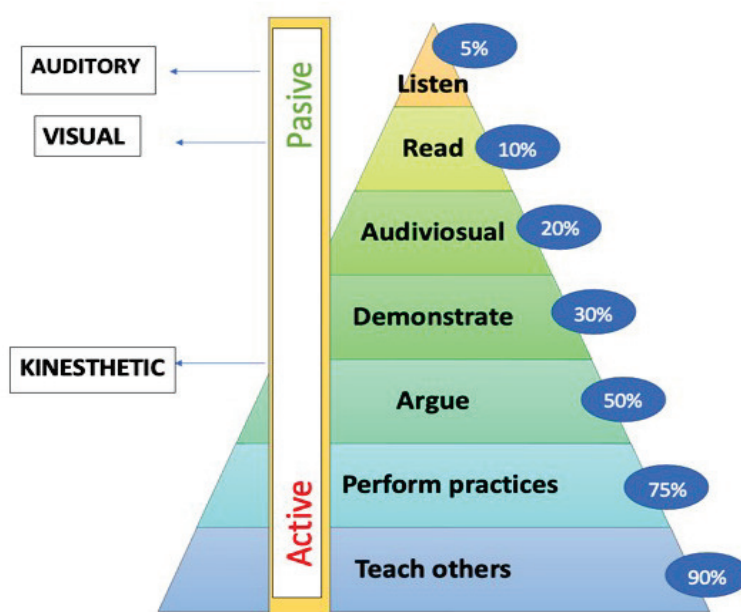 AUDITORY
VISUAL
KINESTHETIC
Pasive
Active
5%
Listen
Read
10%
Audiviosual
20%
Demonstrate
30%
Argue
50%
Perform practices
75%
Teach others
90%